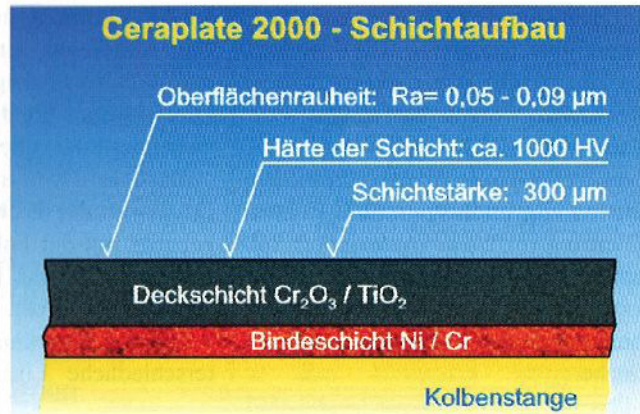 Ceraplate 2000 - Schichtaufbau
Oberflächenrauheit: Ra= 0,05 - 0,09 µm
Härte der Schicht: ca. 1000 HV
Schichtstärke: 300 µm
Deckschicht Cr₂O₃ / TiO₂
Bindeschicht Ni / Cr
Kolbenstange